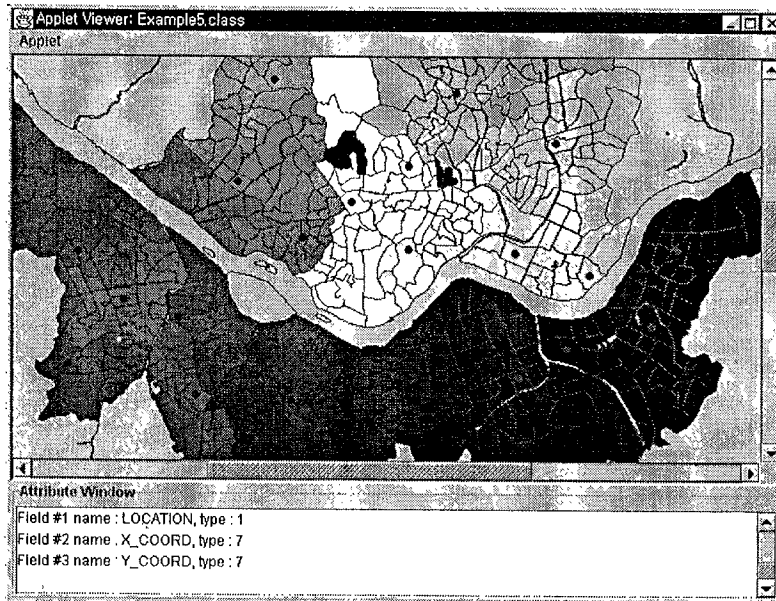 Applet Viewer: Example5.class
Applet
Attribute Window
Field #1 name : LOCATION, type : 1
Field #2 name : X_COORD, type : 7
Field #3 name : Y_COORD, type : 7